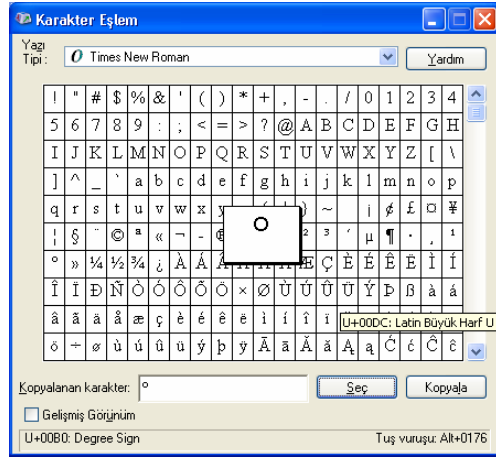 Karakter Eşlem
Yazı
Tipi :
O Times New Roman
Yardım
! " # $ % & ' ( ) * + , - . / 0 1 2 3 4
5 6 7 8 9 : ; < = > ? @ A B C D E F G H
I J K L M N O P Q R S T U V W X Y Z [ \
] ^ _ ` a b c d e f g h i j k l m n o p
q r s t u v w x y } ~ ¡ ¢ £ ¤ ¥
¦ § ¨ © ª « ¬ - ² ³ ´ µ ¶ · ¸ ¹
° » ¼ ½ ¾ ¿ À Á Æ Ç È É Ê Ë Ì Í
°
Î Ï Ð Ñ Ò Ó Ô Õ Ö × Ø Ù Ú Û Ü Ý Þ ß à á
â ã ä å æ ç è é ê ë ì í î ï
U+00DC: Latin Büyük Harf U
ö ÷ ø ù ú û ü ý þ ÿ Ā ā Ă ă Ą ą Ć ć Ĉ ĉ
Kopyalanan karakter: ° Seç Kopyala
Gelişmiş Görünüm
U+00B0: Degree Sign Tuş vuruşu: Alt+0176